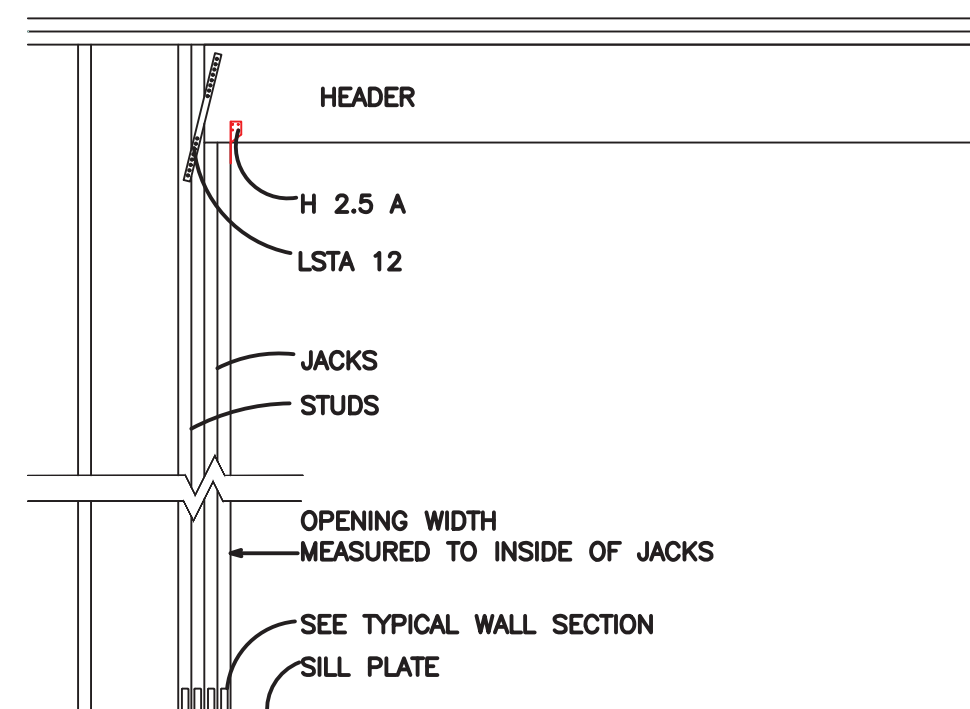 HEADER
H 2.5 A
LSTA 12
JACKS
STUDS
OPENING WIDTH
MEASURED TO INSIDE OF JACKS
SEE TYPICAL WALL SECTION
SILL PLATE